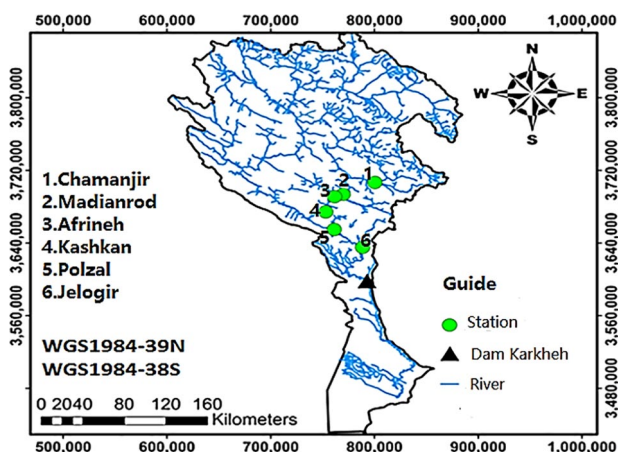 500,000 600,000 700,000 800,000 900,000 1,000,000
3,800,000
3,720,000
3,640,000
3,560,000
3,480,000
N
W E
S
3,800,000
3,720,000
3,640,000
3,560,000
3,480,000
1.Chamanjir
2.Madianrod
3.Afrineh
4.Kashkan
5.Polzal
6.Jelogir
1
2
3
4
5
6
Guide
Station
Dam Karkheh
River
WGS1984-39N
WGS1984-38S
0 2040 80 120 160
Kilometers
500,000 600,000 700,000 800,000 900,000 1,000,000